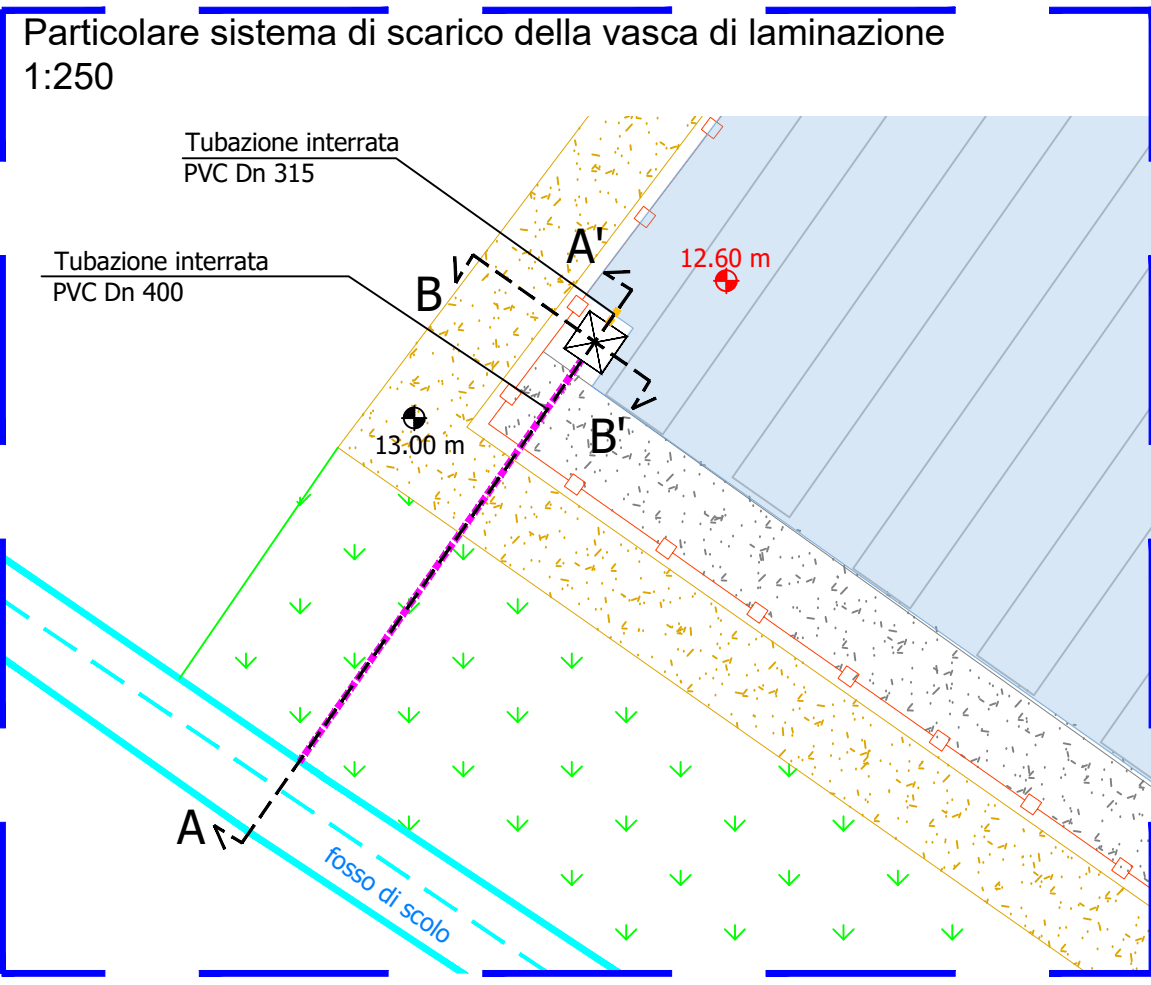 Particolare sistema di scarico della vasca di laminazione
1:250
Tubazione interrata
PVC Dn 315
Tubazione interrata
PVC Dn 400
A'
B
12.60 m
B'
13.00 m
A
fosso di scolo